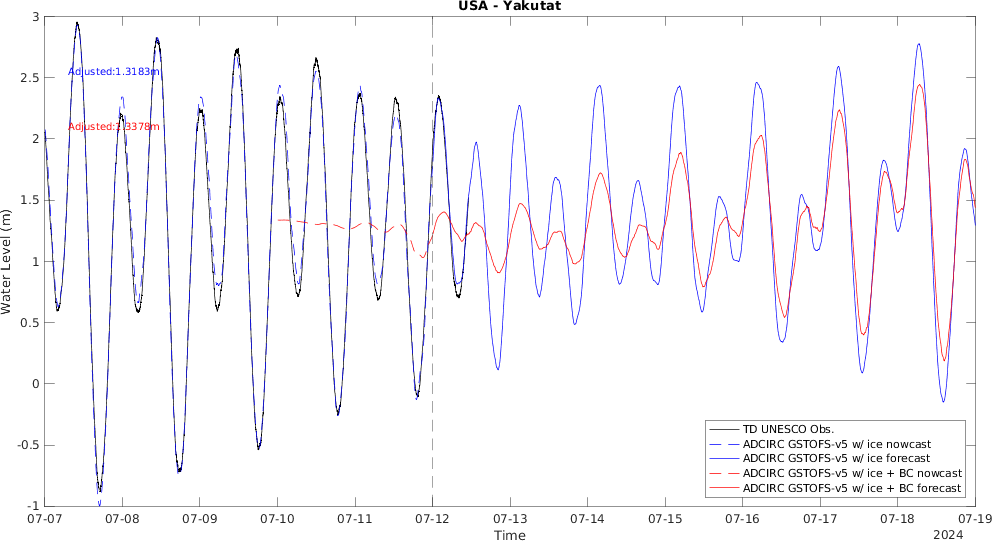 USA - Yakutat
3
2.5
2
1.5
1
0.5
0
-0.5
-1
Water Level (m)
Adjusted:1.3183m
Adjusted:1.3378m
TD UNESCO Obs.
ADCIRC GSTOFS-v5 w/ ice nowcast
ADCIRC GSTOFS-v5 w/ ice forecast
ADCIRC GSTOFS-v5 w/ ice + BC nowcast
ADCIRC GSTOFS-v5 w/ ice + BC forecast
07-07 07-08 07-09 07-10 07-11 07-12 07-13 07-14 07-15 07-16 07-17 07-18 07-19
Time
2024